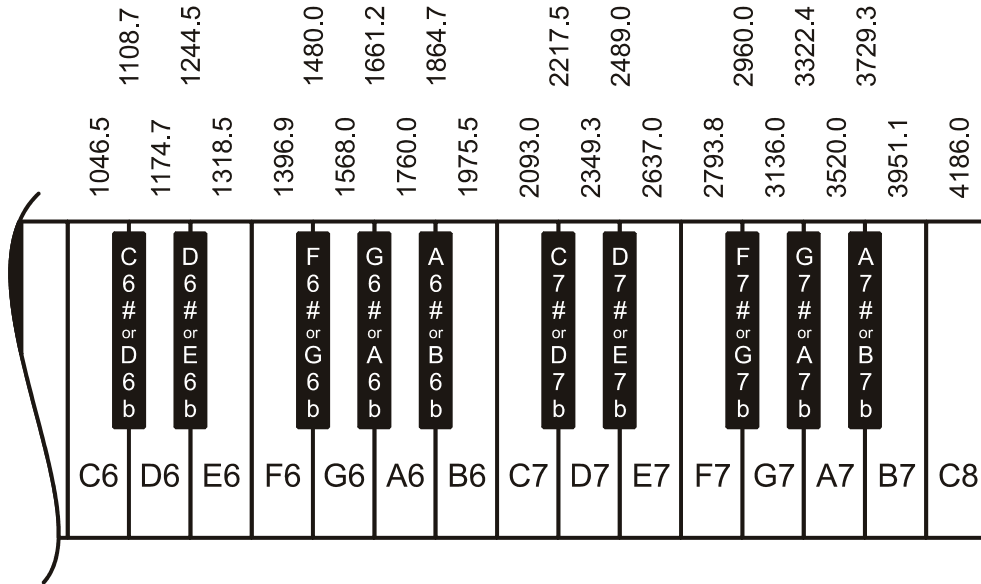 1108.7 1244.5 1480.0 1661.2 1864.7 2217.5 2489.0 2960.0 3322.4 3729.3
1046.5 1174.7 1318.5 1396.9 1568.0 1760.0 1975.5 2093.0 2349.3 2637.0 2793.8 3136.0 3520.0 3951.1 4186.0
C6# or D6b
D6# or E6b
F6# or G6b
G6# or A6b
A6# or B6b
C7# or D7b
D7# or E7b
F7# or G7b
G7# or A7b
A7# or B7b
C6 D6 E6 F6 G6 A6 B6 C7 D7 E7 F7 G7 A7 B7 C8